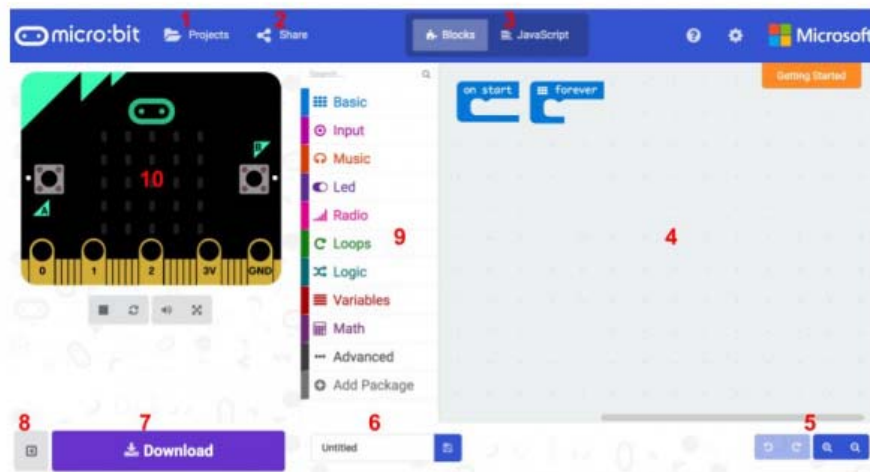 1 2 3
micro:bit Projects Share Blocks JavaScript Microsoft
Search...
Getting Started
on start forever
Basic
Input
Music
Led
Radio
Loops
Logic
Variables
Math
Advanced
Add Package
B
A
10
9
4
0 1 2 3V GND
8 7 6 5
Download Untitled